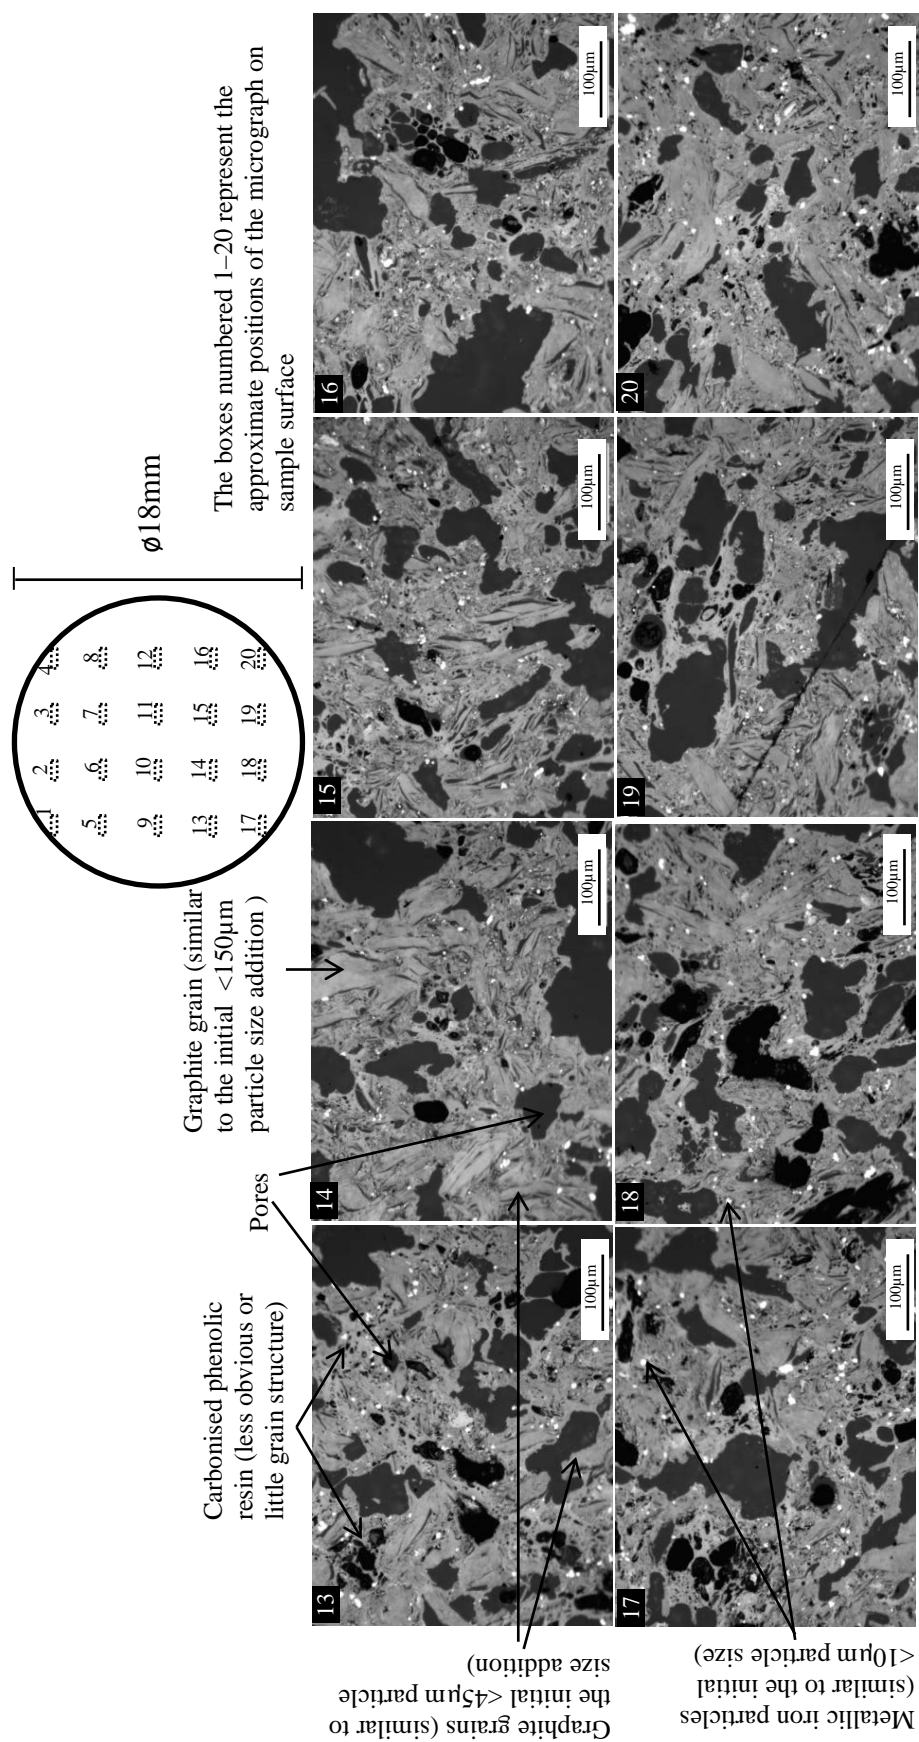 1
2
3
4
5
6
7
8
9
10
11
12
13
14
15
16
17
18
19
20
ø18mm
The boxes numbered 1–20 represent the
approximate positions of the micrograph on
sample surface
Carbonised phenolic
resin (less obvious or
little grain structure)
Pores
Graphite grain (similar
to the initial <150µm
particle size addition )
Graphite grains (similar to
the initial <45µm particle
size addition)
Metallic iron particles
(similar to the initial
<10µm particle size)
13
100µm
14
100µm
15
100µm
16
100µm
17
100µm
18
100µm
19
100µm
20
100µm